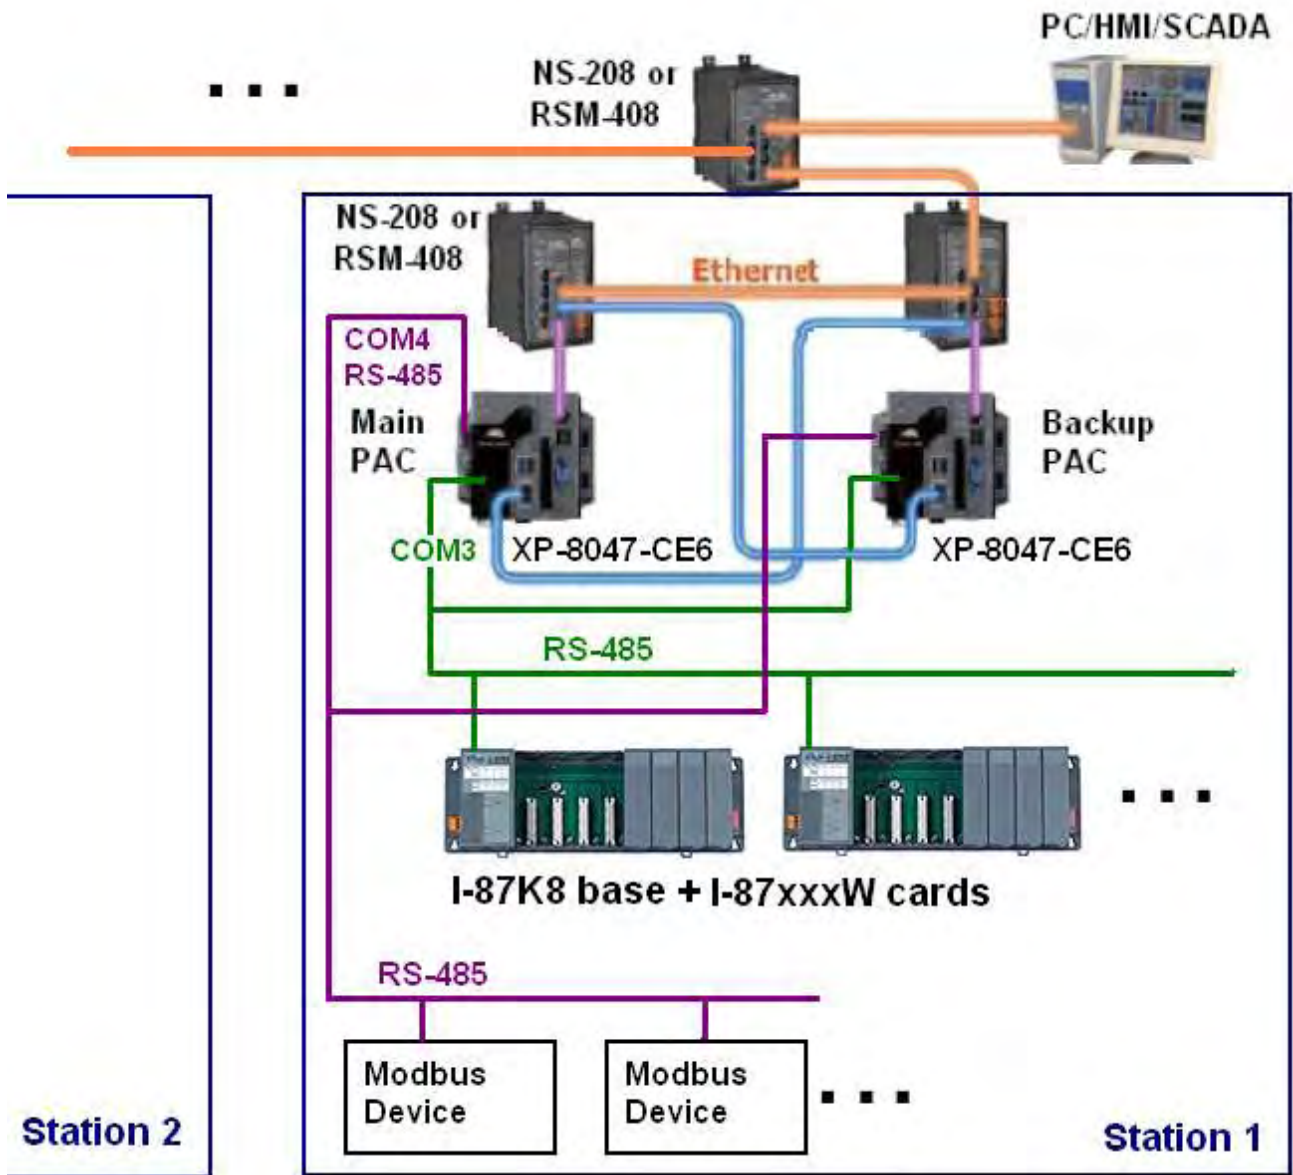 PC/HMI/SCADA
NS-208 or
RSM-408
NS-208 or
RSM-408
Ethernet
COM4
RS-485
Main
PAC
Backup
PAC
COM3
XP-8047-CE6
XP-8047-CE6
RS-485
I-87K8 base + I-87xxxW cards
RS-485
Modbus
Device
Modbus
Device
Station 2
Station 1